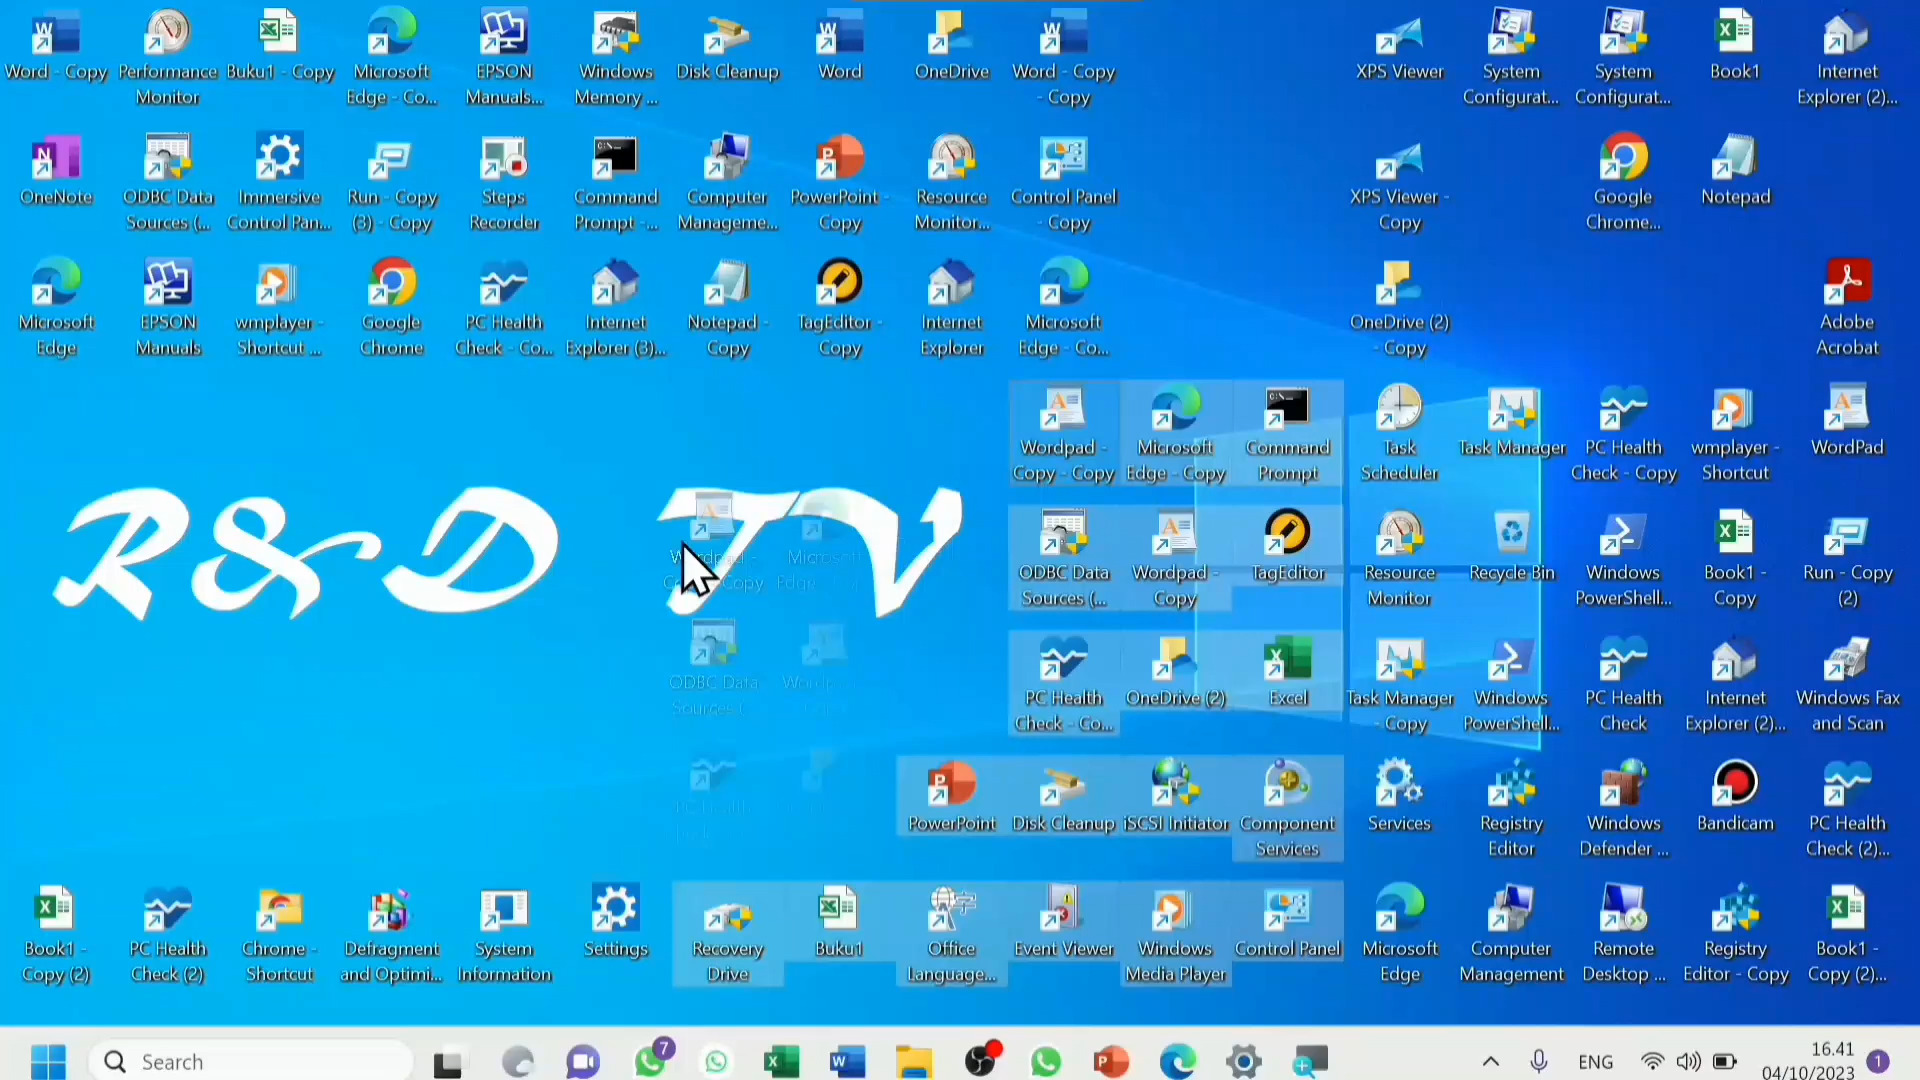 Word - Copy
Performance
Monitor
Buku1 - Copy
Microsoft
Edge - Co...
EPSON
Manuals...
Windows
Memory ...
Disk Cleanup
Word
OneDrive
Word - Copy
- Copy
XPS Viewer
System
Configurat...
System
Configurat...
Book1
Internet
Explorer (2)...
OneNote
ODBC Data
Sources (...
Immersive
Control Pan...
Run - Copy
(3) - Copy
Steps
Recorder
Command
Prompt -...
Computer
Manageme...
PowerPoint -
Copy
Resource
Monitor...
Control Panel
- Copy
XPS Viewer -
Copy
Google
Chrome...
Notepad
Microsoft
Edge
EPSON
Manuals
wmplayer -
Shortcut ...
Google
Chrome
PC Health
Check - Co...
Internet
Explorer (3)...
Notepad -
Copy
TagEditor -
Copy
Internet
Explorer
Microsoft
Edge - Co...
OneDrive (2)
- Copy
Adobe
Acrobat
Wordpad -
Copy - Copy
Microsoft
Edge - Copy
Command
Prompt
Task
Scheduler
Task Manager
PC Health
Check - Copy
wmplayer -
Shortcut
WordPad
R&D TV
Microsoft
Edge
ODBC Data
Sources (...
Wordpad -
Copy
TagEditor
Resource
Monitor
Recycle Bin
Windows
PowerShell...
Book1 -
Copy
Run - Copy
(2)
ODBC Data
Sources (
PC Health
Check - Co...
OneDrive (2)
Excel
Task Manager
- Copy
Windows
PowerShell...
PC Health
Check
Internet
Explorer (2)...
Windows Fax
and Scan
PC Health
PowerPoint
Disk Cleanup
iSCSI Initiator
Component
Services
Services
Registry
Editor
Windows
Defender ...
Bandicam
PC Health
Check (2)...
Book1 -
Copy (2)
PC Health
Check (2)
Chrome -
Shortcut
Defragment
and Optimi...
System
Information
Settings
Recovery
Drive
Buku1
Office
Language...
Event Viewer
Windows
Media Player
Control Panel
Microsoft
Edge
Computer
Management
Remote
Desktop ...
Registry
Editor - Copy
Book1 -
Copy (2)...
Search
7
ENG
16.41
04/10/2023
1